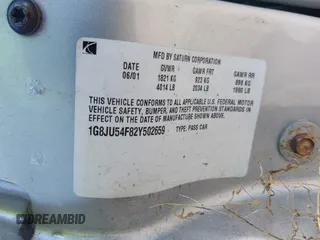 MFD BY SATURN CORPORATION
06/01 GVWR GAWR FRT GAWR RR
1821 KG 922 KG 898 KG
4014 LB 2034 LB 1980 LB
THIS VEHICLE CONFORMS TO ALL APPLICABLE U.S. FEDERAL MOTOR
VEHICLE SAFETY, BUMPER, AND THEFT PREVENTION STANDARDS
IN EFFECT ON THE DATE OF MANUFACTURE SHOWN ABOVE.
1G8JU54F82Y502659 TYPE: PASS CAR
DREAMBID